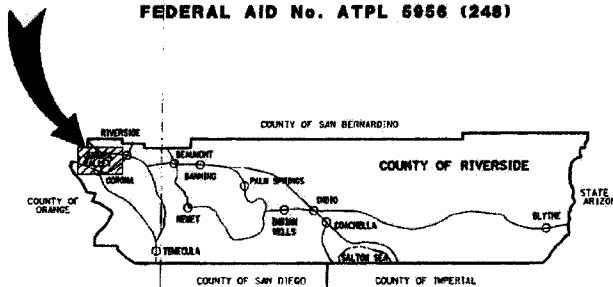 FEDERAL AID No. ATPL 5956 (248)
COUNTY OF SAN BERNARDINO
RIVERSIDE
BEAUMONT
BANNING
COUNTY OF RIVERSIDE
CORONA
PALM SPRINGS
STATE
ARIZON
COUNTY OF
ORANGE
HEMET
INDIAN
WELLS
INDIO
COACHELLA
BLYTHE
TEMECULA
SALTON SEA
COUNTY OF SAN DIEGO
COUNTY OF IMPERIAL